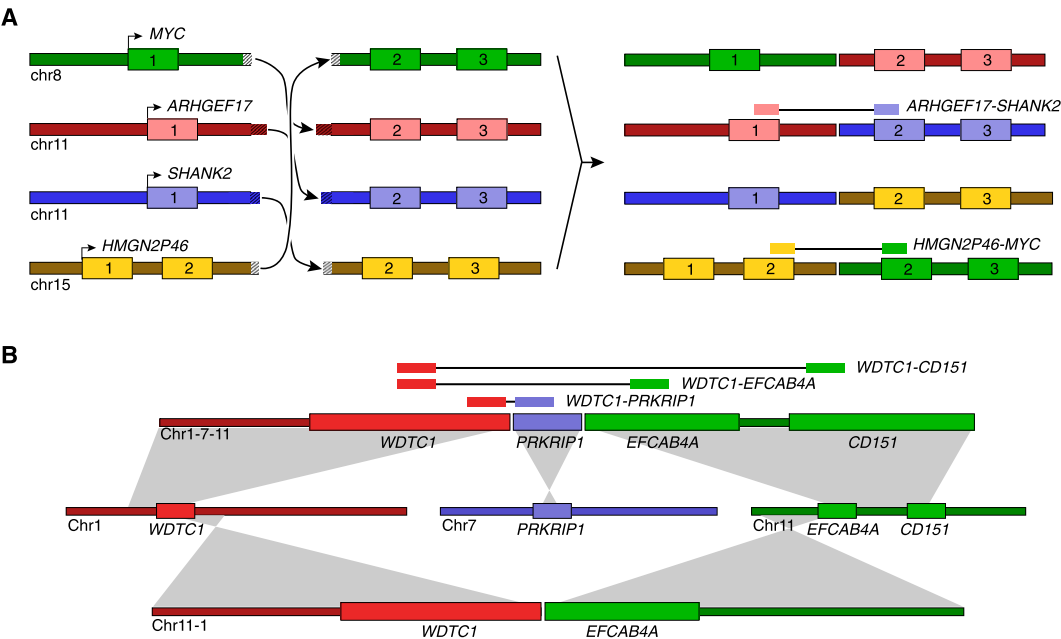 A
MYC
1
2
3
chr8
1
2
3
ARHGEF17
1
2
3
chr11
ARHGEF17-SHANK2
1
2
3
SHANK2
1
2
3
chr11
1
2
3
HMGN2P46
1
2
2
3
chr15
HMGN2P46-MYC
1
2
2
3
B
WDTC1-CD151
WDTC1-EFCAB4A
WDTC1-PRKRIP1
Chr1-7-11
WDTC1
PRKRIP1
EFCAB4A
CD151
Chr1
WDTC1
Chr7
PRKRIP1
Chr11
EFCAB4A
CD151
Chr11-1
WDTC1
EFCAB4A